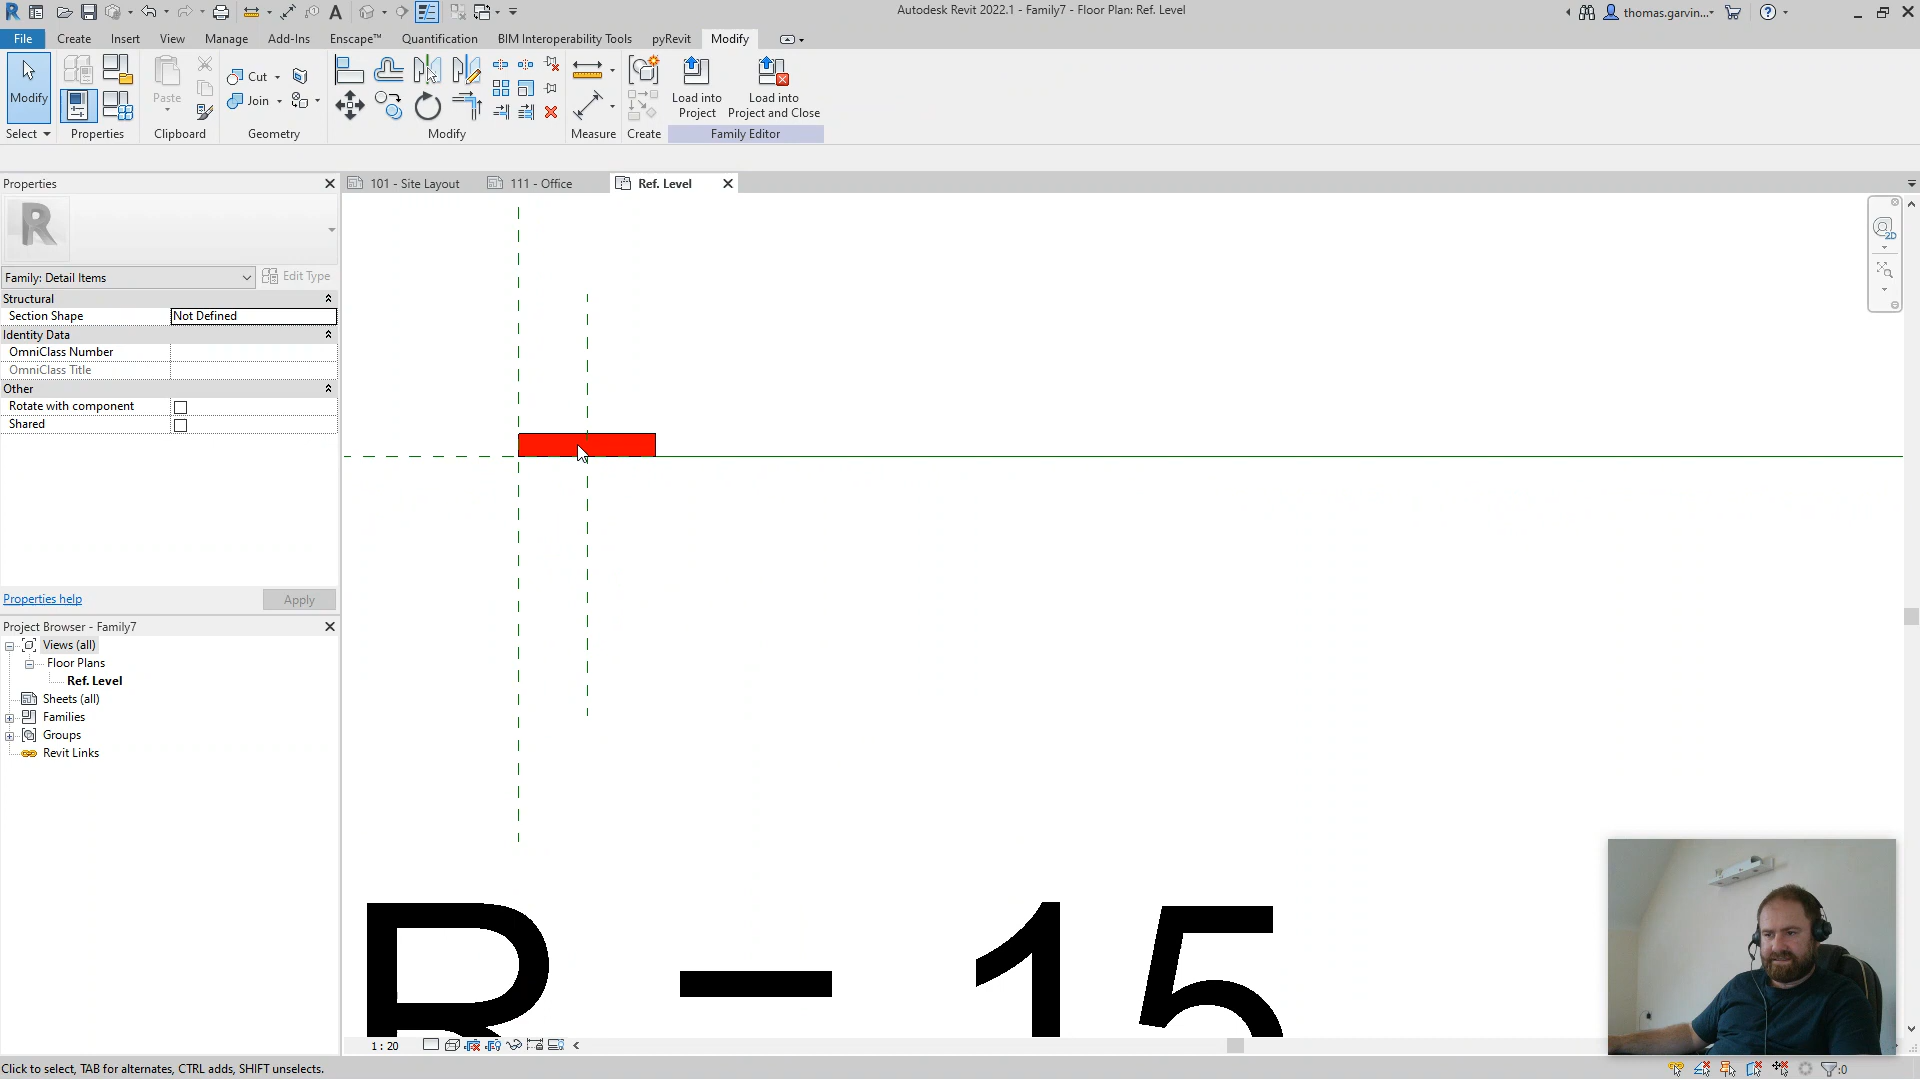 Autodesk Revit 2022.1 - Family7 - Floor Plan: Ref. Level
thomas.garvin...
File Create Insert View Manage Add-Ins Enscape™ Quantification BIM Interoperability Tools pyRevit Modify
Modify
Select
Properties
Paste
Clipboard
Cut
Join
Geometry
Modify
Measure
Create
Load into
Project
Load into
Project and Close
Family Editor
Properties
101 - Site Layout
111 - Office
Ref. Level
2D
Family: Detail Items
Edit Type
Structural
Section Shape Not Defined
Identity Data
OmniClass Number
OmniClass Title
Other
Rotate with component
Shared
Properties help
Apply
Project Browser - Family7
Views (all)
Floor Plans
Ref. Level
Sheets (all)
Families
Groups
Revit Links
15
1 : 20
Click to select, TAB for alternates, CTRL adds, SHIFT unselects.
:0